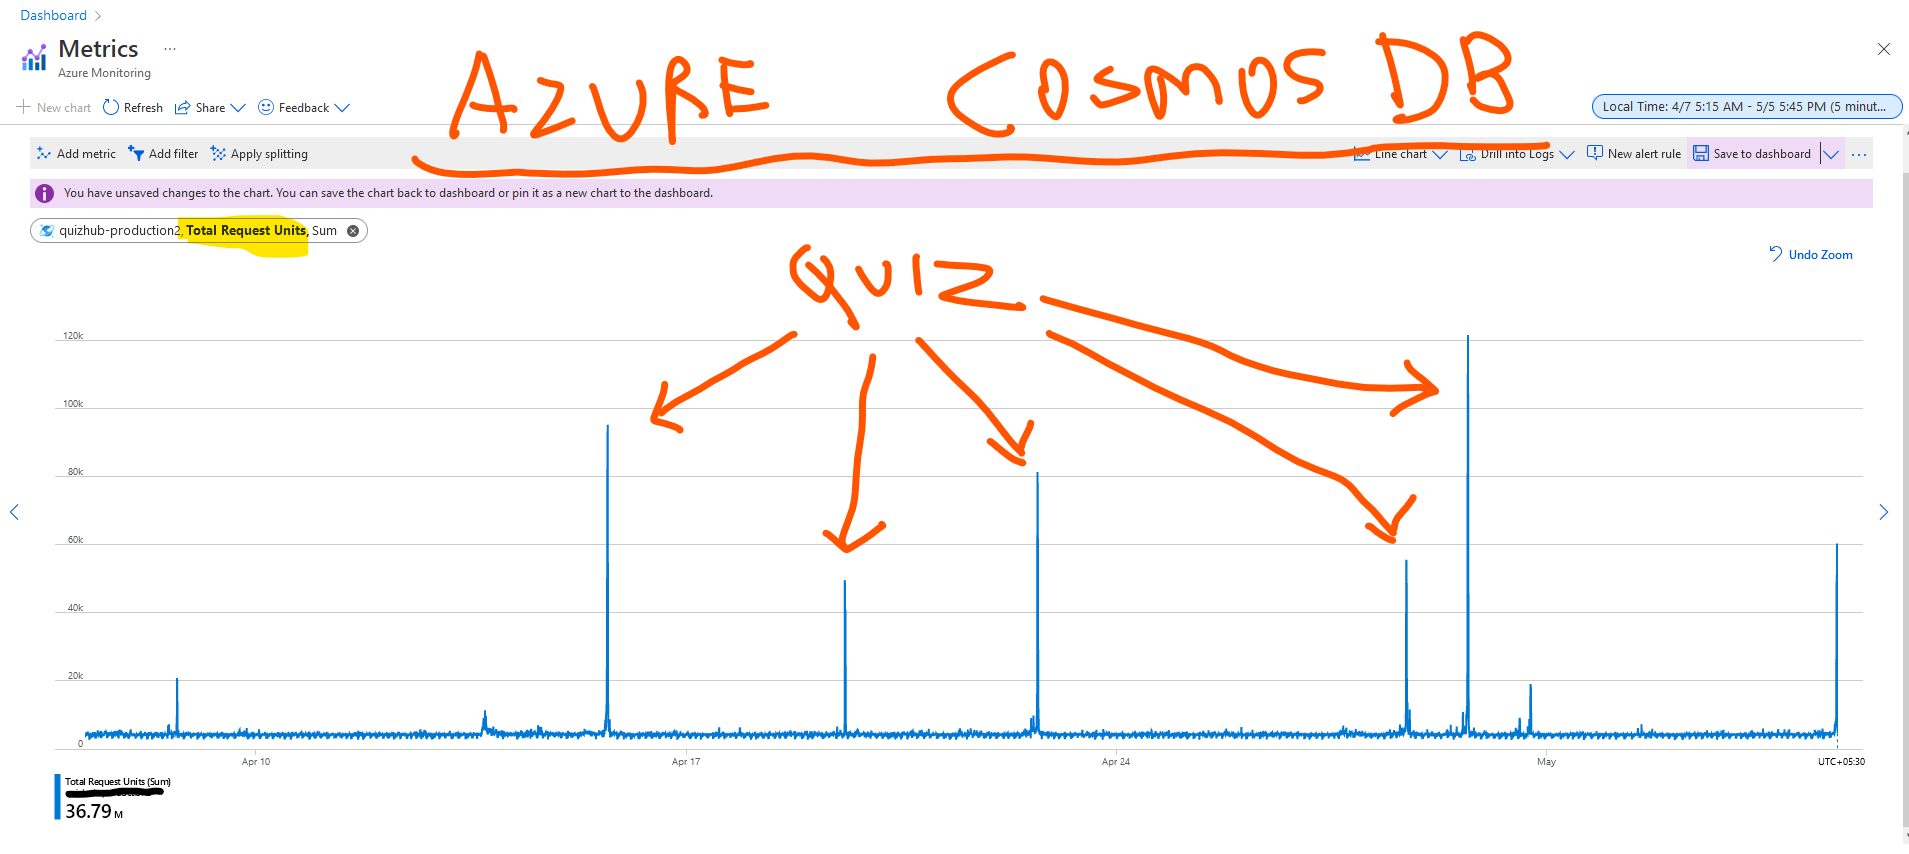 Dashboard >
Metrics ...
Azure Monitoring
AZURE COSMOS DB
New chart Refresh Share Feedback
Local Time: 4/7 5:15 AM - 5/5 5:45 PM (5 minut...
Add metric Add filter Apply splitting Line chart Drill into Logs New alert rule Save to dashboard ...
You have unsaved changes to the chart. You can save the chart back to dashboard or pin it as a new chart to the dashboard.
quizhub-production2, Total Request Units, Sum
Undo Zoom
QUIZ
120k
100k
80k
60k
40k
20k
0
Apr 10 Apr 17 Apr 24 May UTC+05:30
Total Request Units (Sum)
36.79 M